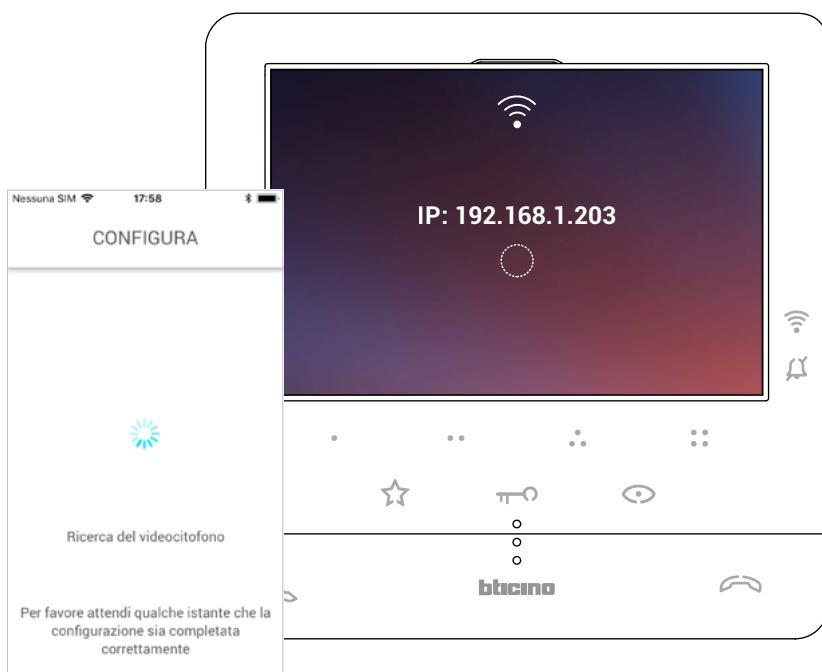 Nessuna SIM 17:58
CONFIGURA
Ricerca del videocitofono
Per favore attendi qualche istante che la
configurazione sia completata
correttamente
IP: 192.168.1.203
bticino